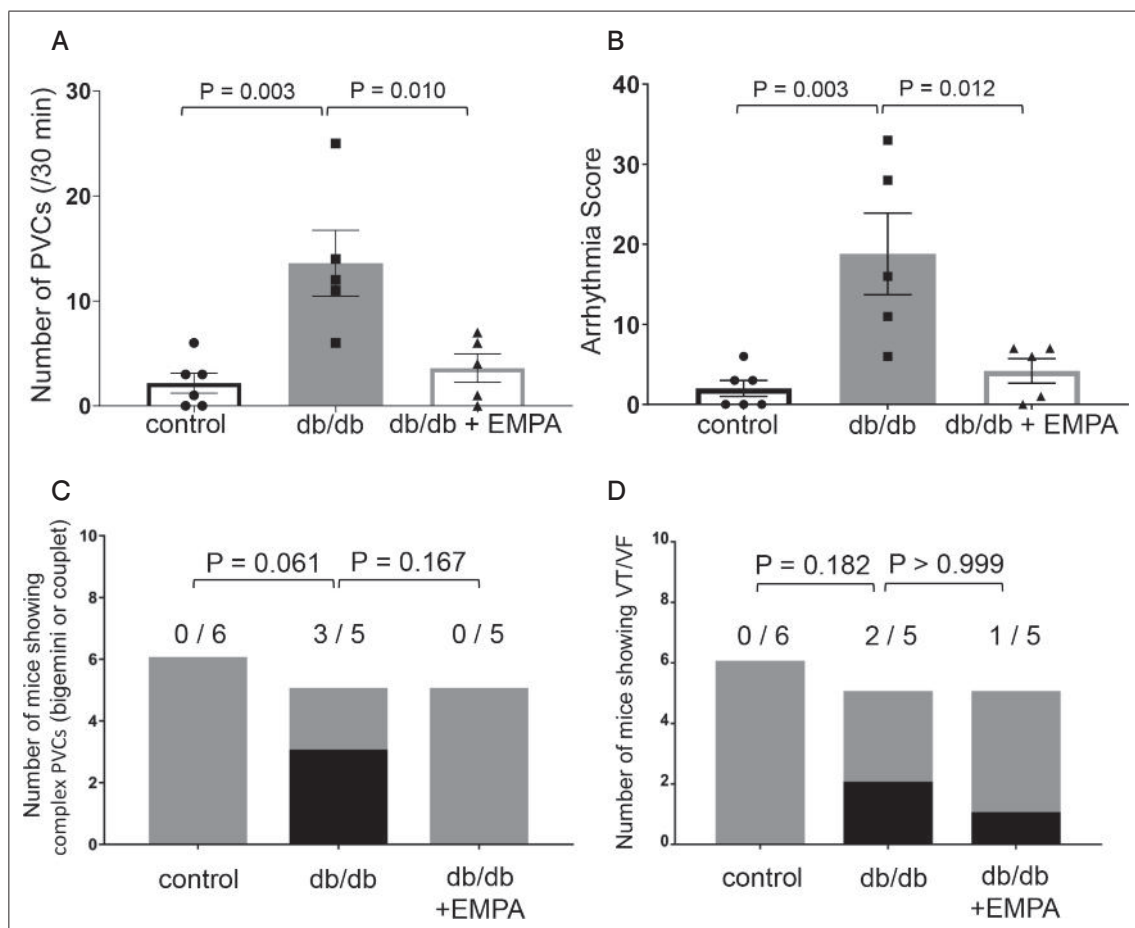 A
Number of PVCs (/30 min)
30
20
10
0
P = 0.003
P = 0.010
control
db/db
db/db + EMPA
B
Arrhythmia Score
40
30
20
10
0
P = 0.003
P = 0.012
control
db/db
db/db + EMPA
C
Number of mice showing
complex PVCs (bigemini or couplet)
10
8
6
4
2
0
P = 0.061
P = 0.167
0 / 6
3 / 5
0 / 5
control
db/db
db/db
+EMPA
D
Number of mice showing VT/VF
10
8
6
4
2
0
P = 0.182
P > 0.999
0 / 6
2 / 5
1 / 5
control
db/db
db/db
+EMPA